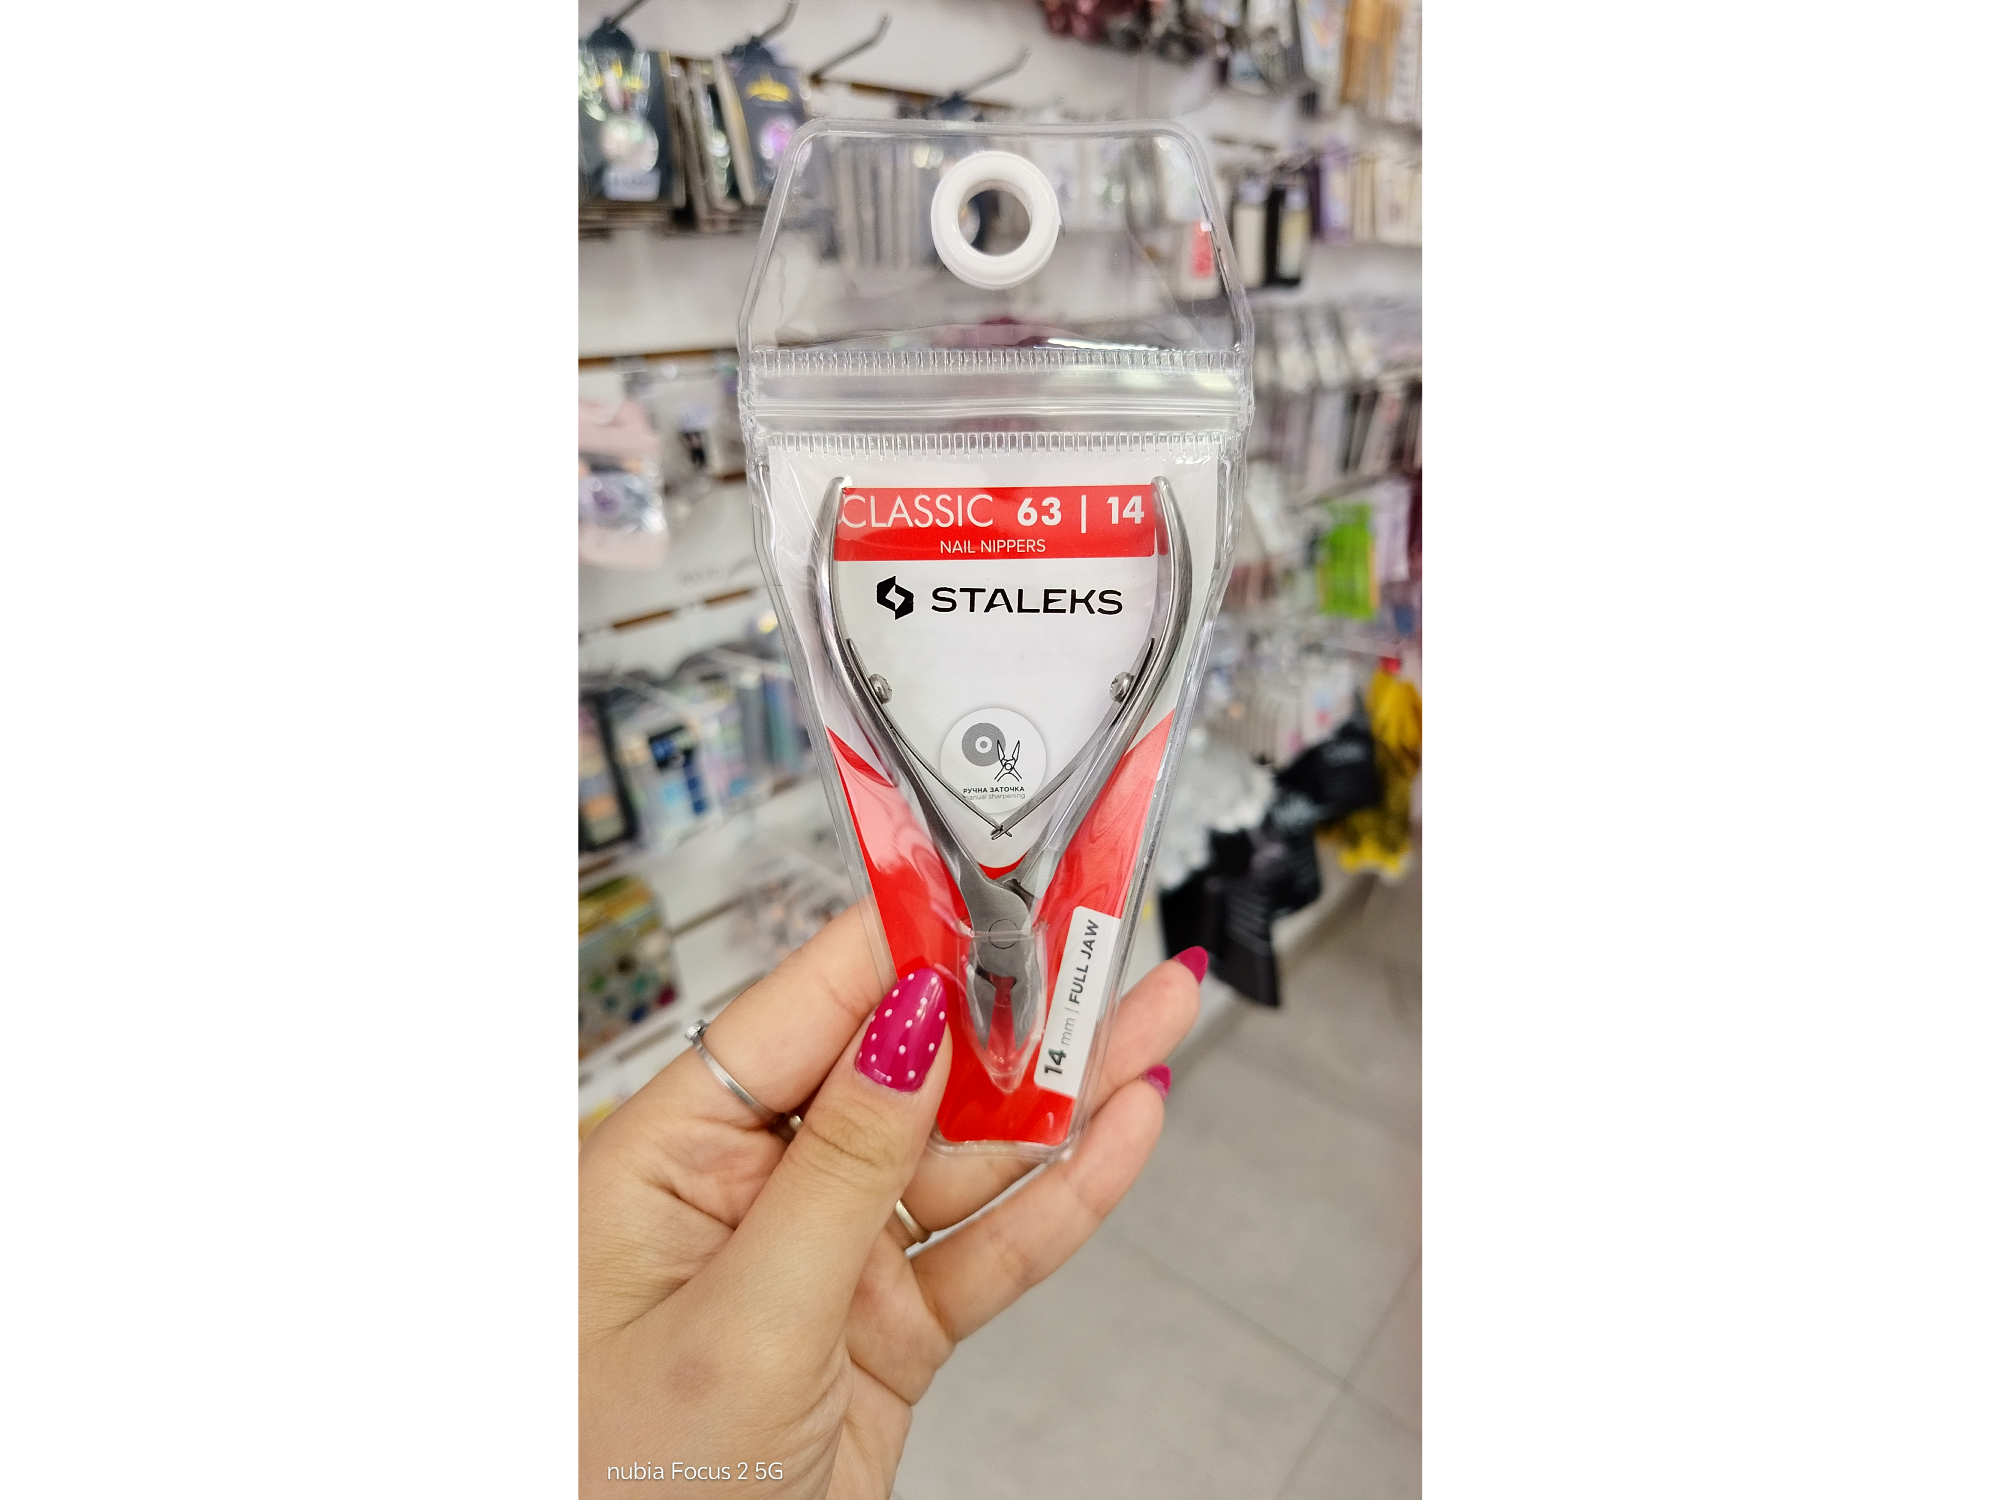 CLASSIC 63 | 14
NAIL NIPPERS
STALEKS
РУЧНА ЗАТОЧКА
manual sharpening
14 mm | FULL JAW
nubia Focus 2 5G